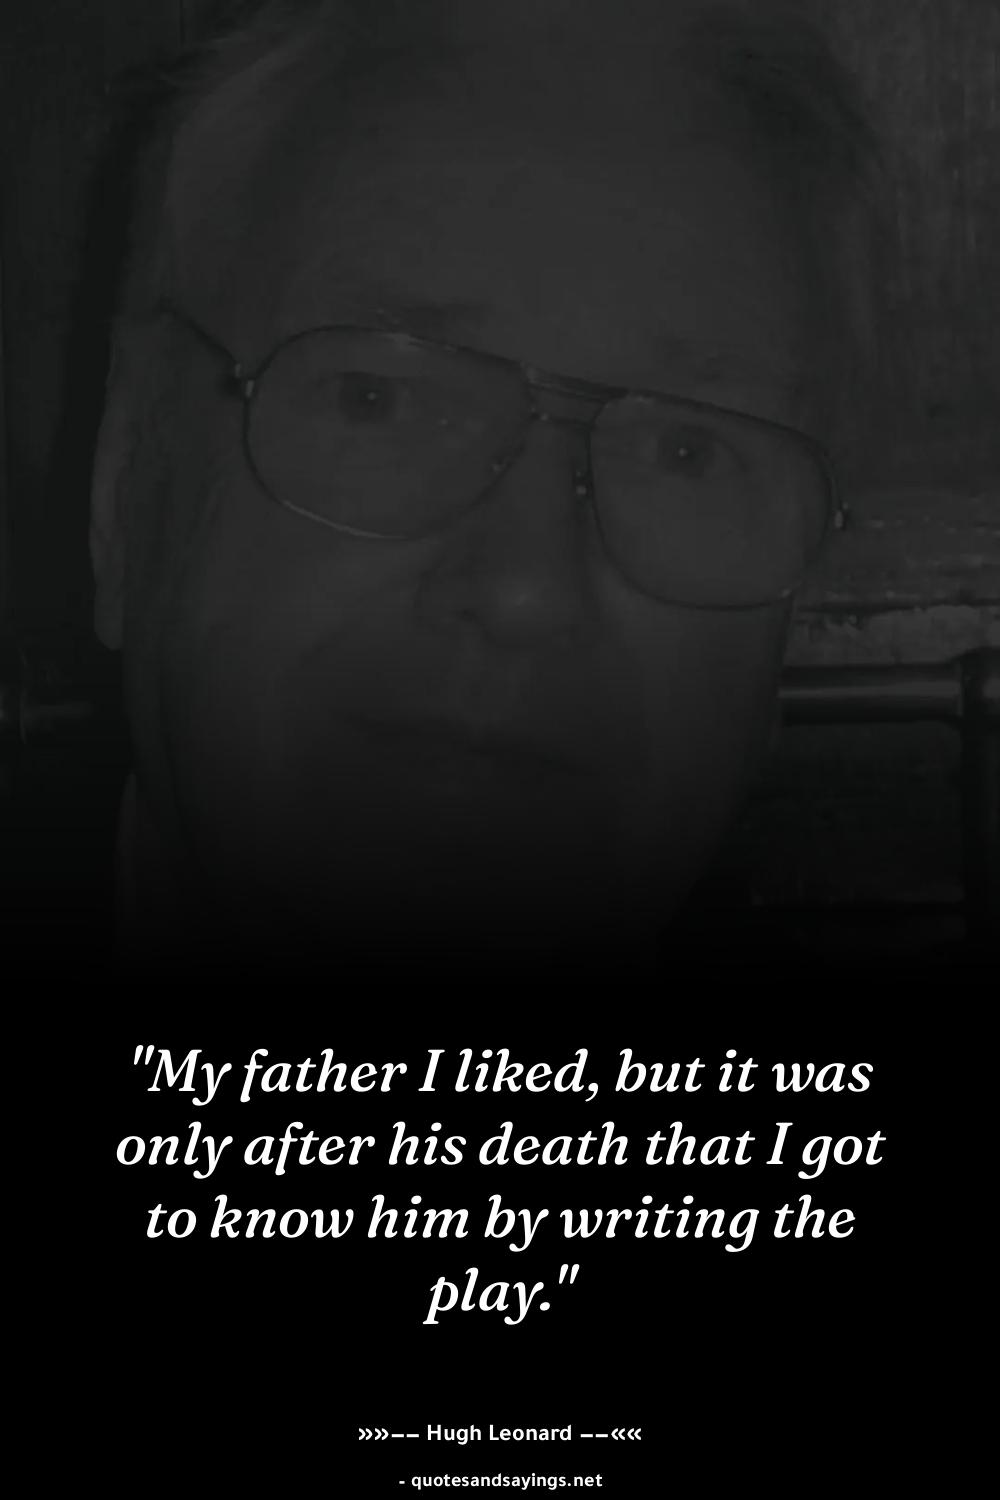 "My father I liked, but it was
only after his death that I got
to know him by writing the
play."
»»–– Hugh Leonard ––««
- quotesandsayings.net